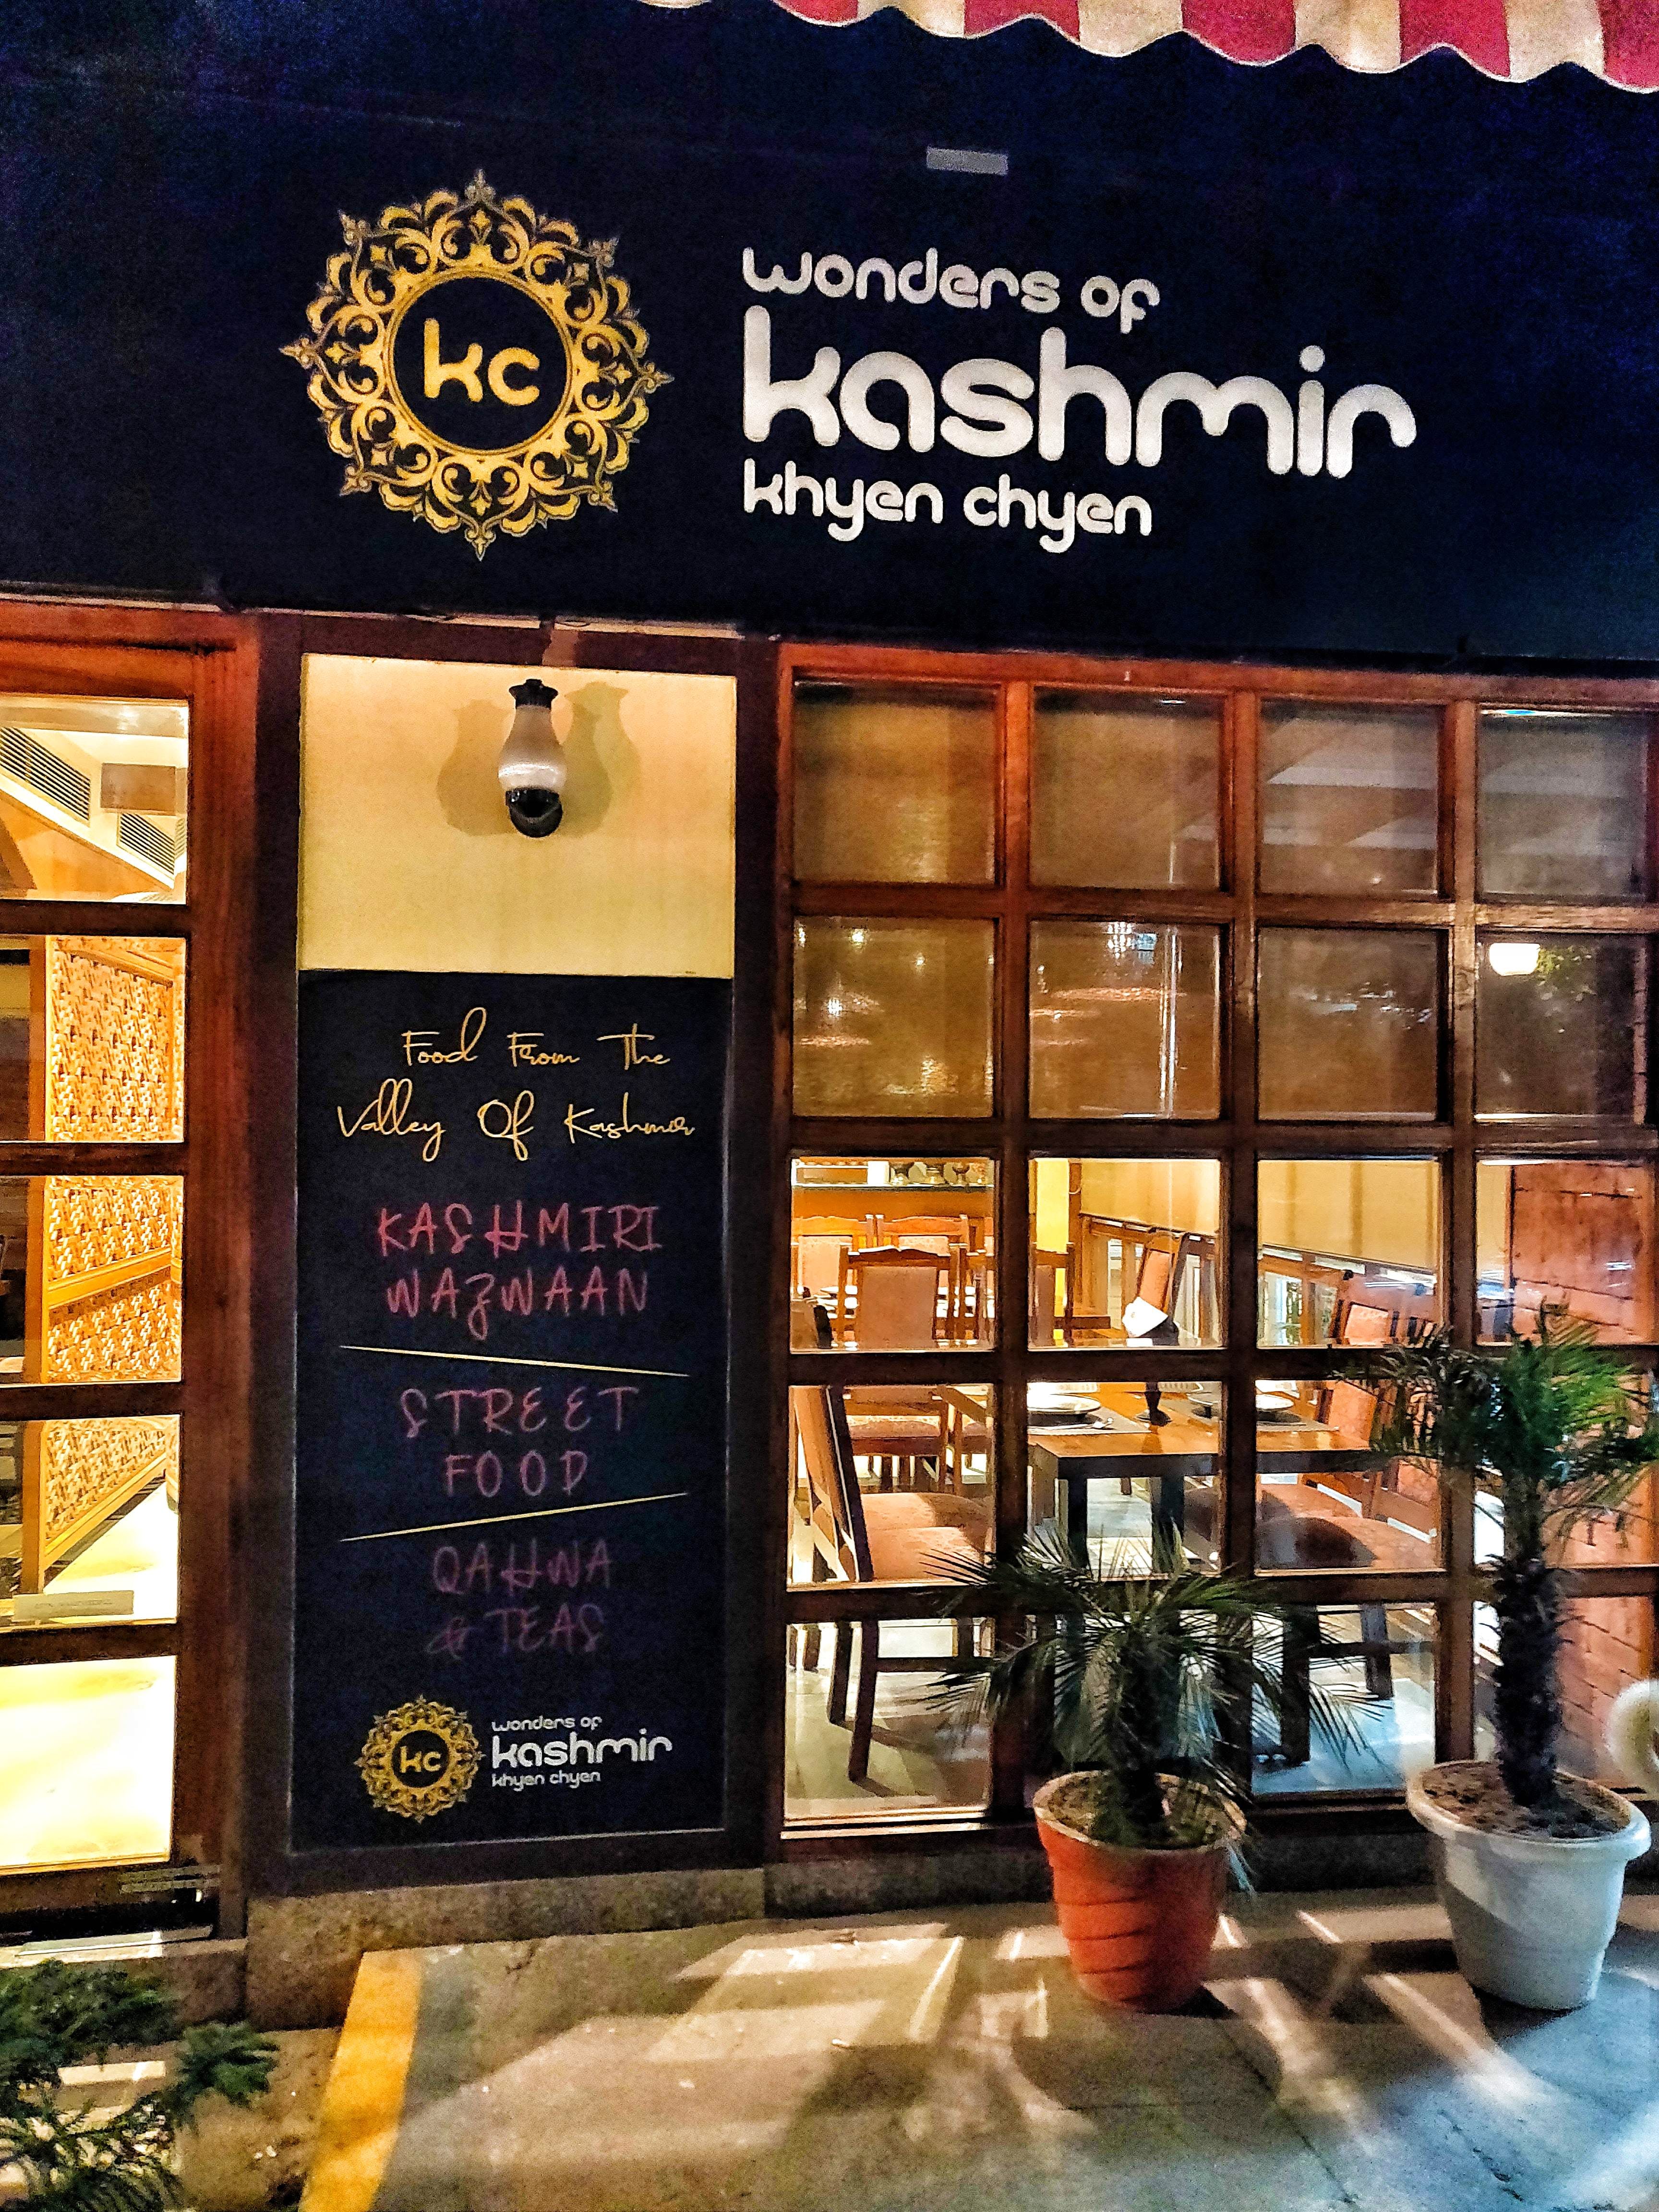 kc
wonders of
kashmir
khyen chyen
Food From The
Valley Of Kashmir
KASHMIRI
WAZWAAN
STREET
FOOD
QAHWA
& TEAS
kc
wonders of
kashmir
khyen chyen